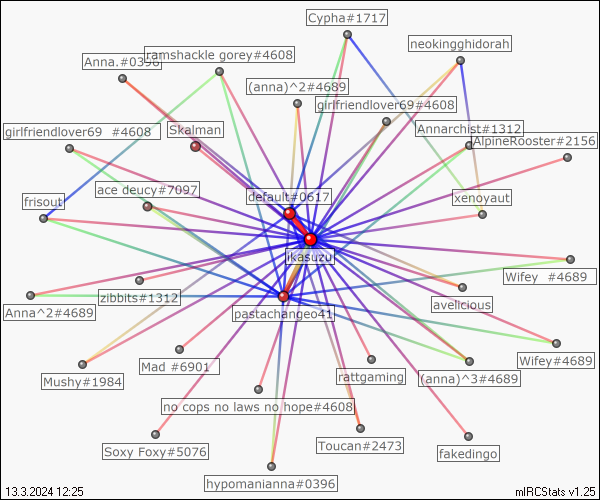 Cypha#1717
neokingghidorah
ramshackle gorey#4608
Anna.#0396
(anna)^2#4689
girlfriendlover69#4608
girlfriendlover69 #4608
Skalman
Annarchist#1312
AlpineRooster#2156
ace deucy#7097
default#0617
xenoyaut
frisout
ikasuzu
Wifey #4689
zibbits#1312
avelicious
Anna^2#4689
pastachangeo41
Mad #6901
Wifey#4689
Mushy#1984
rattgaming
(anna)^3#4689
no cops no laws no hope#4608
Soxy Foxy#5076
Toucan#2473
fakedingo
hypomanianna#0396
13.3.2024 12:25
mIRCStats v1.25